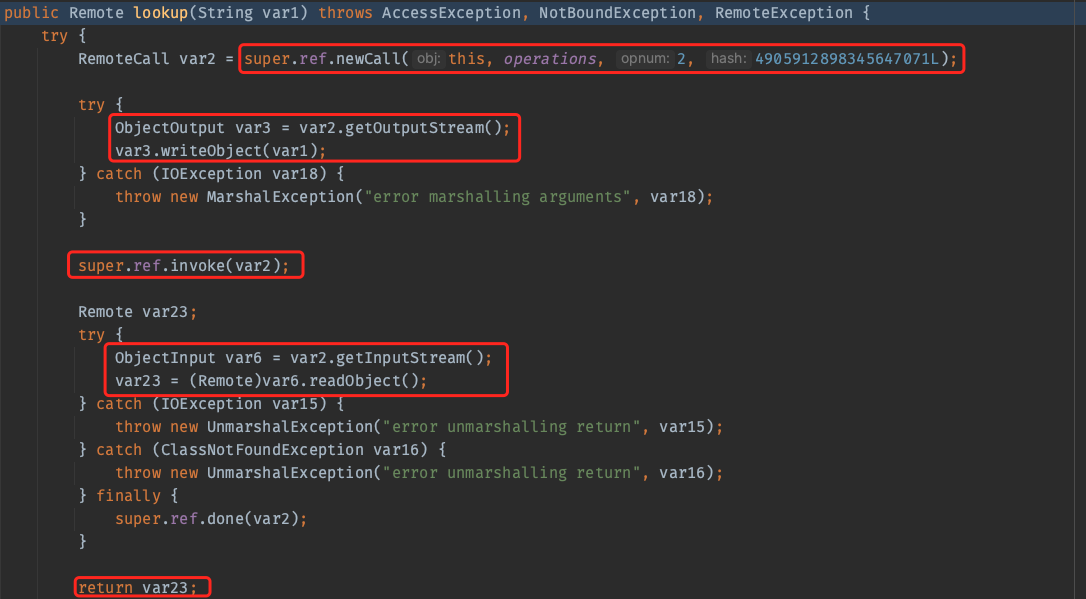 public Remote lookup(String var1) throws AccessException, NotBoundException, RemoteException {
try {
RemoteCall var2 = super.ref.newCall( obj: this, operations, opnum: 2, hash: 4905912898345647071L);
try {
ObjectOutput var3 = var2.getOutputStream();
var3.writeObject(var1);
} catch (IOException var18) {
throw new MarshalException("error marshalling arguments", var18);
}
super.ref.invoke(var2);
Remote var23;
try {
ObjectInput var6 = var2.getInputStream();
var23 = (Remote)var6.readObject();
} catch (IOException var15) {
throw new UnmarshalException("error unmarshalling return", var15);
} catch (ClassNotFoundException var16) {
throw new UnmarshalException("error unmarshalling return", var16);
} finally {
super.ref.done(var2);
}
return var23;